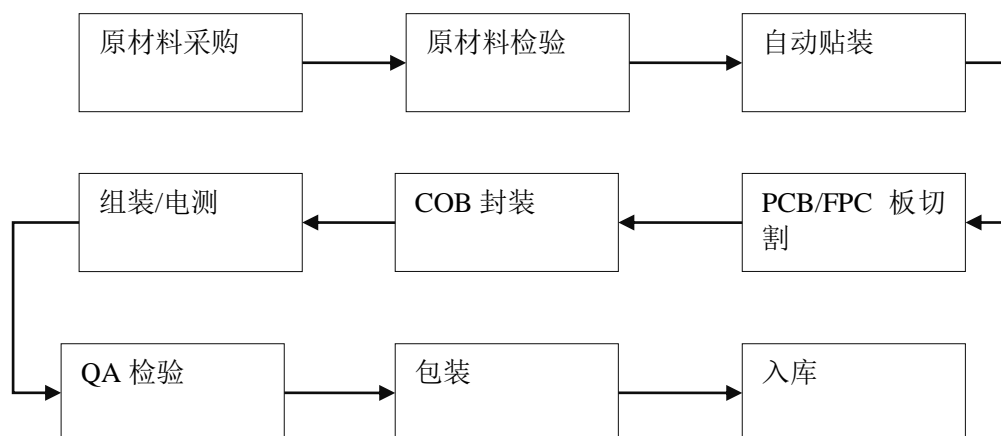 原材料采购
原材料检验
自动贴装
组装/电测
COB 封装
PCB/FPC 板切
割
QA 检验
包装
入库